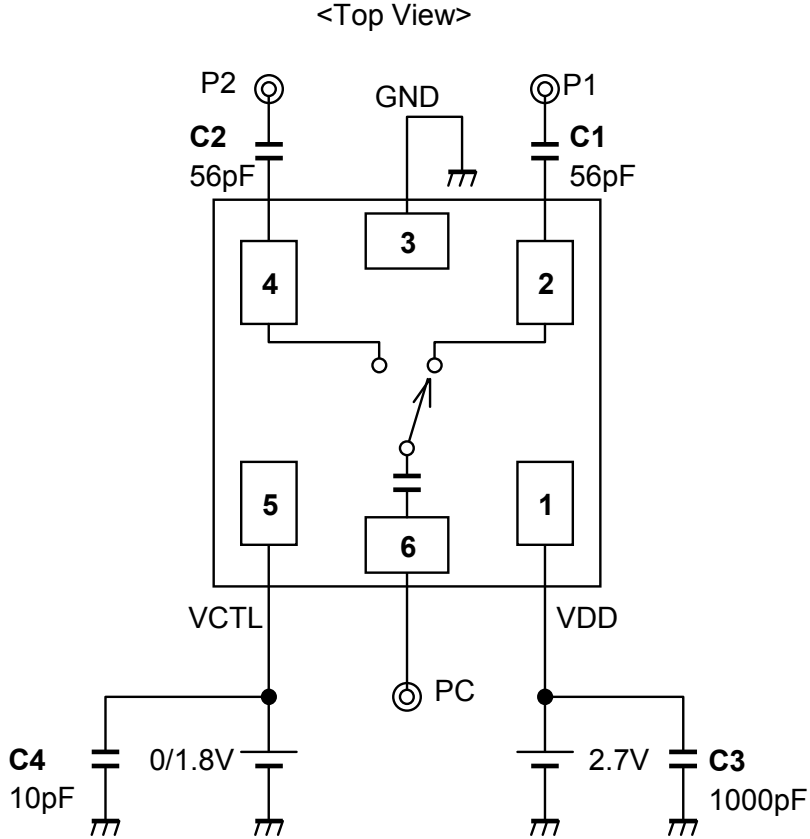 <Top View>
P2
GND
P1
C2
56pF
C1
56pF
3
4
2
5
1
6
VCTL
VDD
PC
C4
10pF
0/1.8V
2.7V
C3
1000pF